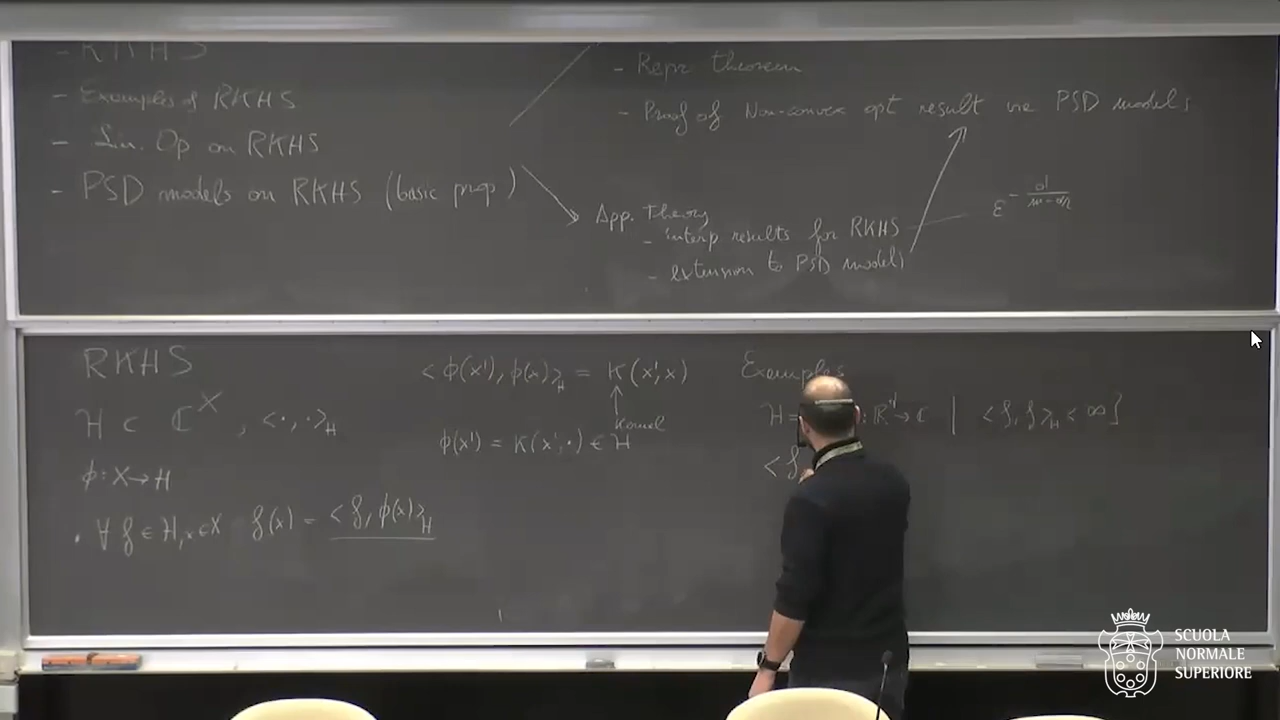 - RKHS
- Examples of RKHS
- Lin. Op on RKHS
- PSD models on RKHS (basic prop)
- Repr theorem
- Proof of Non-convex opt result via PSD models
App. Theory
- interp results for RKHS
- extension to PSD models
RKHS
H ⊂ ℂ^X , <·,·>_H
φ: X → H
· ∀ f ∈ H, x ∈ X f(x) = <f, φ(x)>_H
<φ(x'), φ(x)>_H = K(x', x)
Kernel
φ(x') = K(x', ·) ∈ H
Examples
H = : ℝ^d → ℂ | <f, f>_H < ∞}
<f
SCUOLA
NORMALE
SUPERIORE